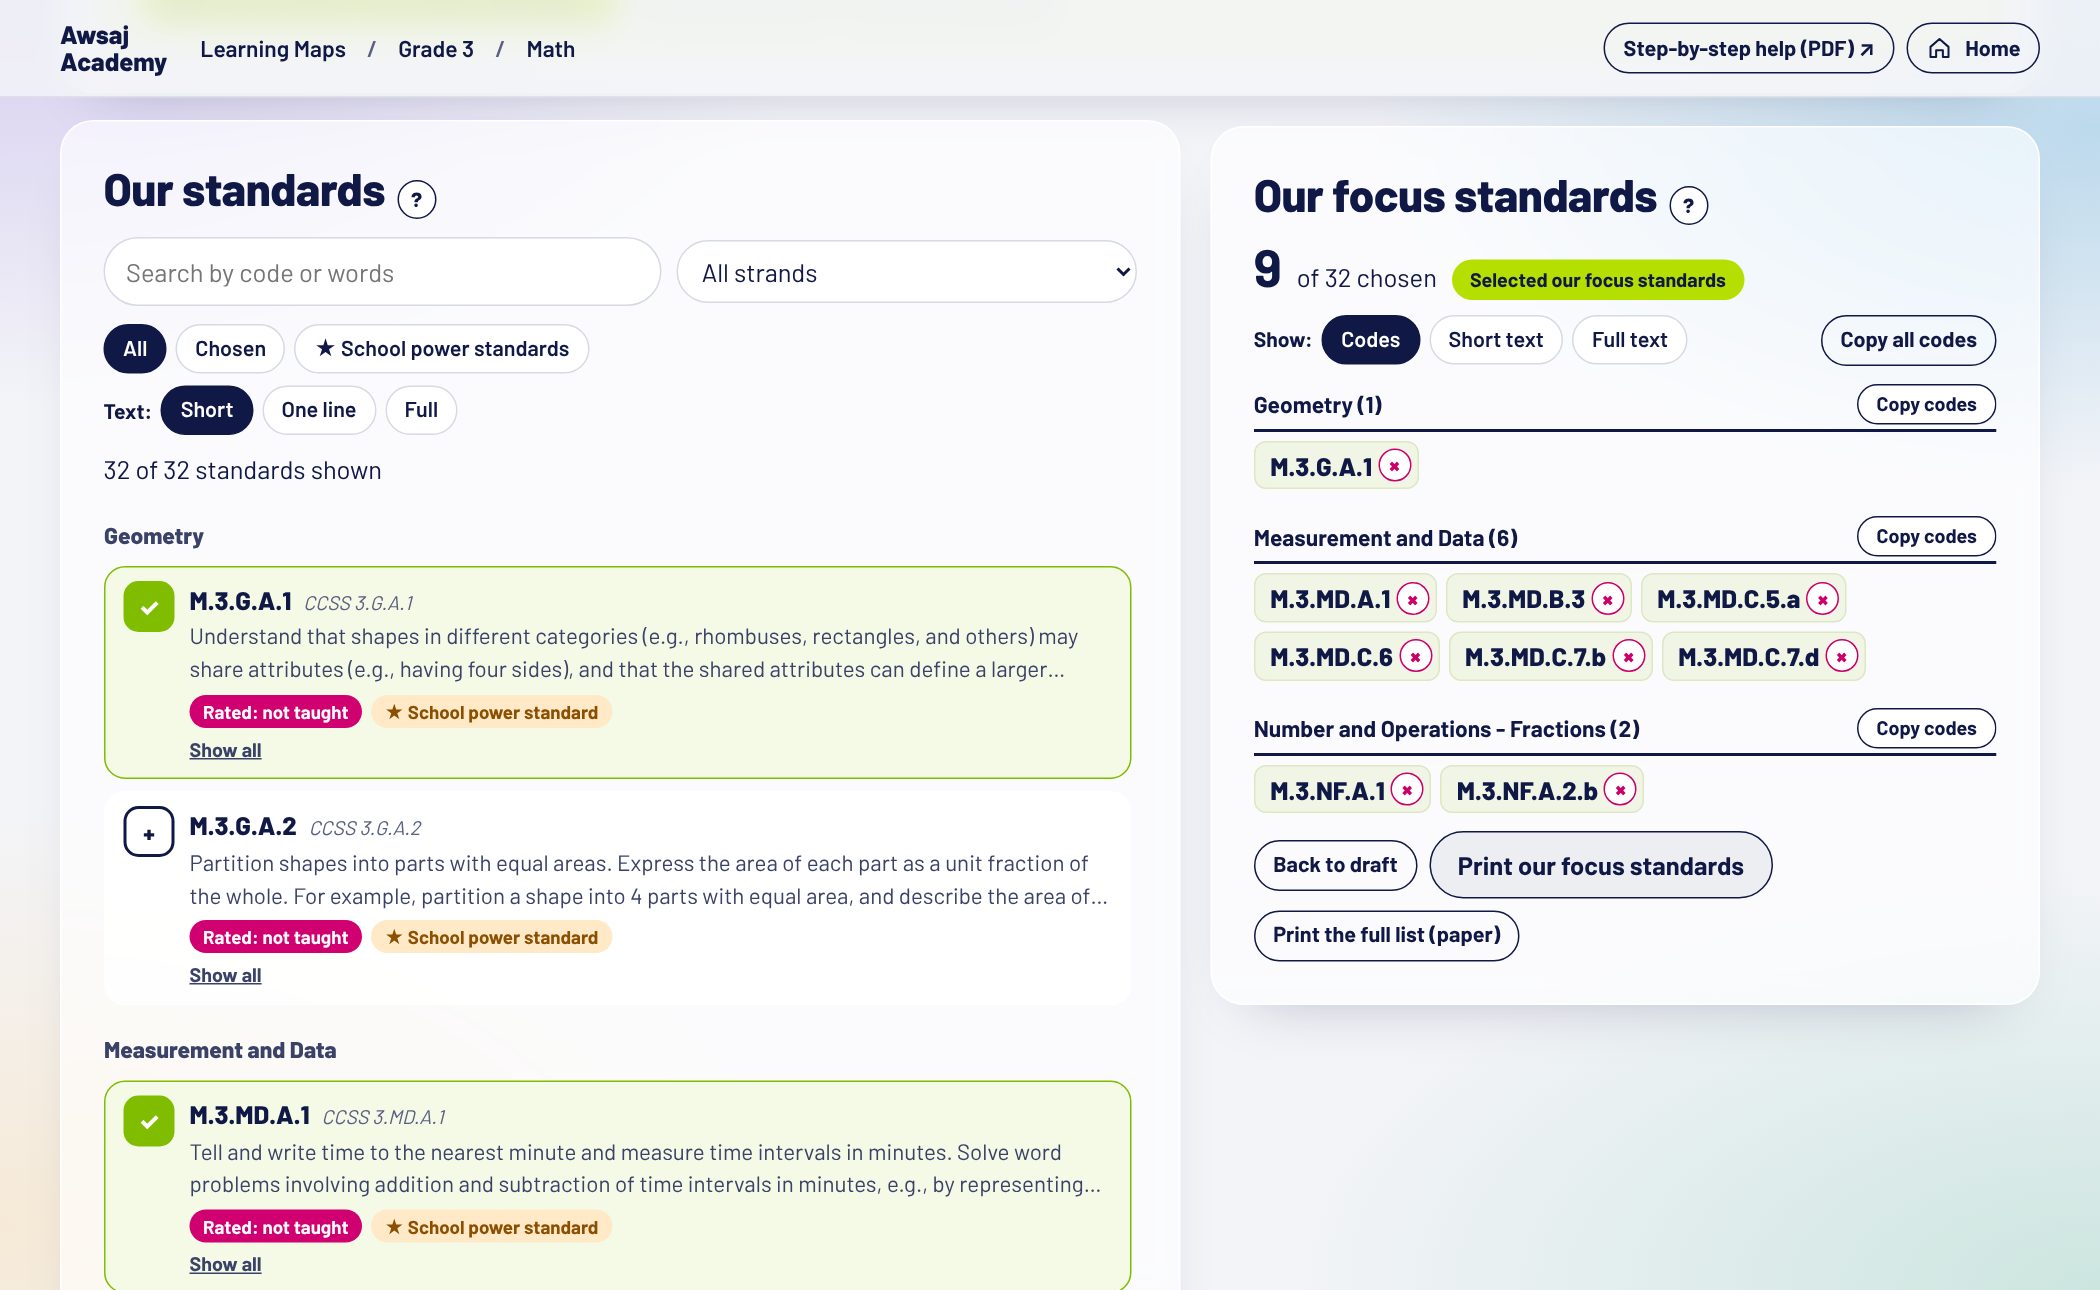 Awsaj
Academy
Learning Maps / Grade 3 / Math
Step-by-step help (PDF) ↗
Home
Our standards ?
Search by code or words
All strands
All
Chosen
★ School power standards
Text:
Short
One line
Full
32 of 32 standards shown
Geometry
M.3.G.A.1 CCSS 3.G.A.1
Understand that shapes in different categories (e.g., rhombuses, rectangles, and others) may
share attributes (e.g., having four sides), and that the shared attributes can define a larger...
Rated: not taught
★ School power standard
Show all
+
M.3.G.A.2 CCSS 3.G.A.2
Partition shapes into parts with equal areas. Express the area of each part as a unit fraction of
the whole. For example, partition a shape into 4 parts with equal area, and describe the area of...
Rated: not taught
★ School power standard
Show all
Measurement and Data
M.3.MD.A.1 CCSS 3.MD.A.1
Tell and write time to the nearest minute and measure time intervals in minutes. Solve word
problems involving addition and subtraction of time intervals in minutes, e.g., by representing...
Rated: not taught
★ School power standard
Show all
Our focus standards ?
9 of 32 chosen
Selected our focus standards
Show:
Codes
Short text
Full text
Copy all codes
Geometry (1)
Copy codes
M.3.G.A.1 ×
Measurement and Data (6)
Copy codes
M.3.MD.A.1 × M.3.MD.B.3 × M.3.MD.C.5.a ×
M.3.MD.C.6 × M.3.MD.C.7.b × M.3.MD.C.7.d ×
Number and Operations - Fractions (2)
Copy codes
M.3.NF.A.1 × M.3.NF.A.2.b ×
Back to draft
Print our focus standards
Print the full list (paper)